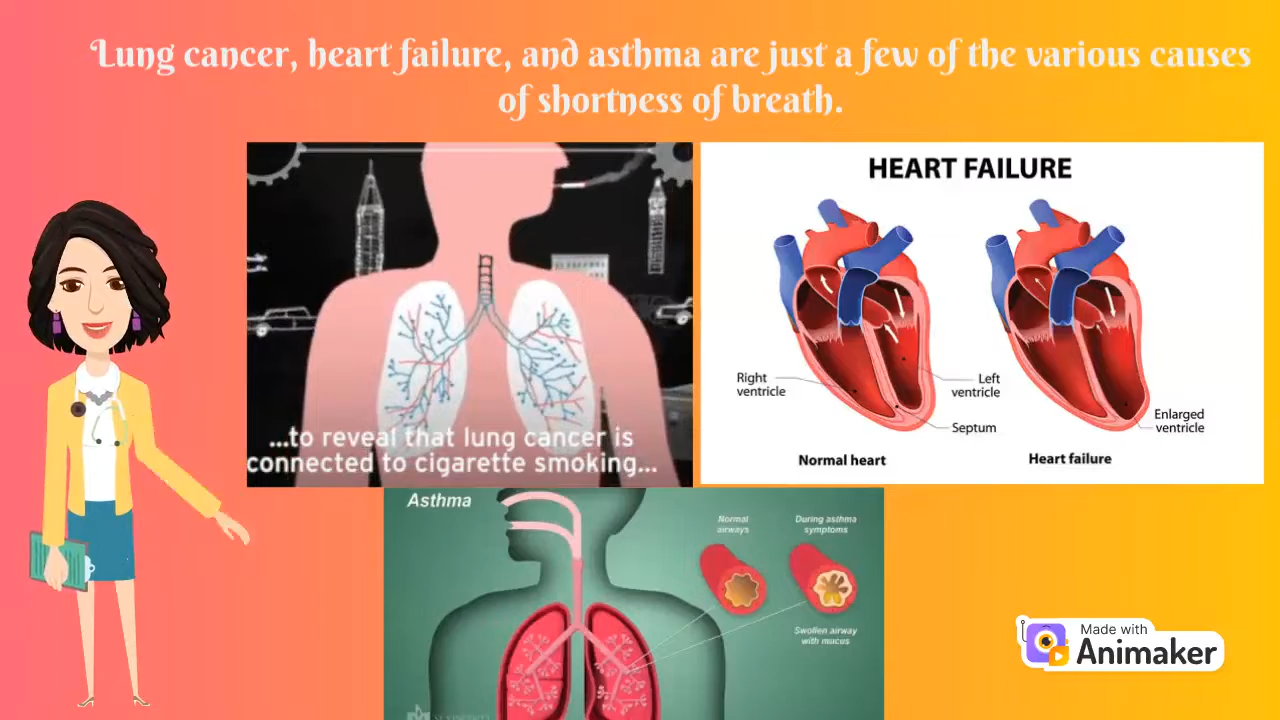 Lung cancer, heart failure, and asthma are just a few of the various causes
of shortness of breath.
...to reveal that lung cancer is
connected to cigarette smoking...
HEART FAILURE
Right
ventricle
Left
ventricle
Septum
Enlarged
ventricle
Normal heart
Heart failure
Asthma
Normal
airways
During asthma
symptoms
Swollen airway
with mucus
Made with
Animaker